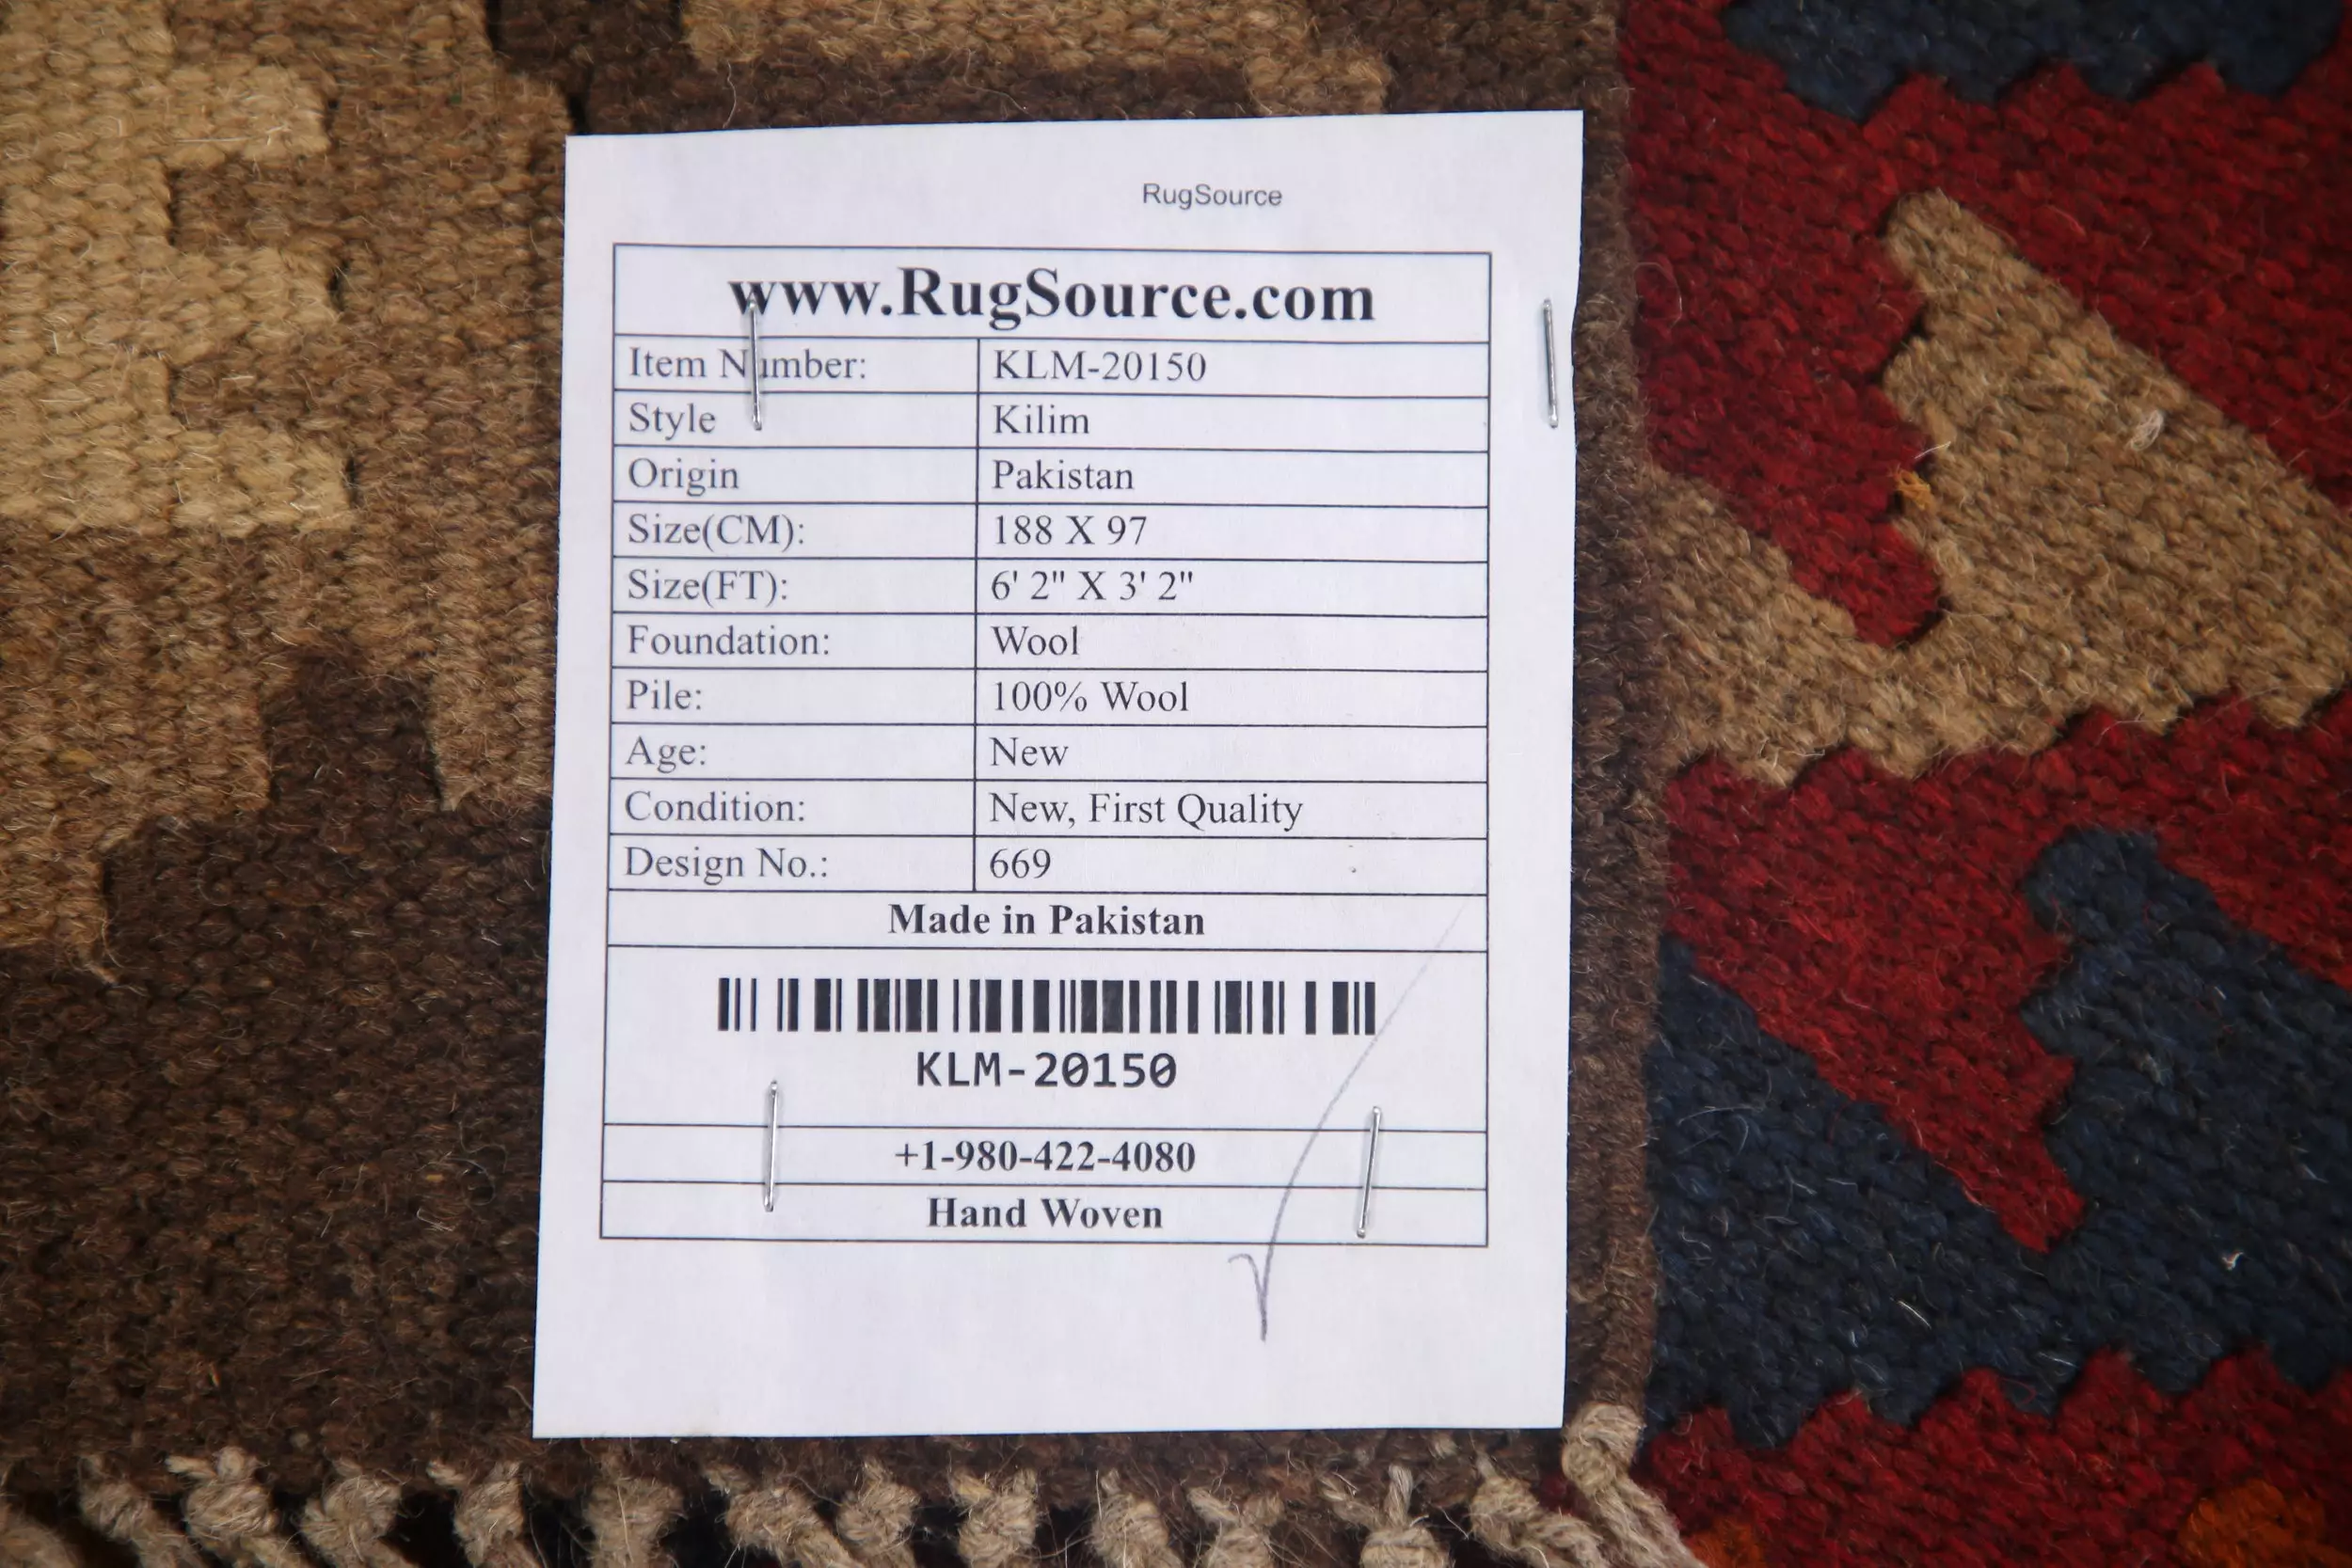 RugSource
www.RugSource.com
Item Number: KLM-20150
Style Kilim
Origin Pakistan
Size(CM): 188 X 97
Size(FT): 6' 2" X 3' 2"
Foundation: Wool
Pile: 100% Wool
Age: New
Condition: New, First Quality
Design No.: 669
Made in Pakistan
KLM-20150
+1-980-422-4080
Hand Woven